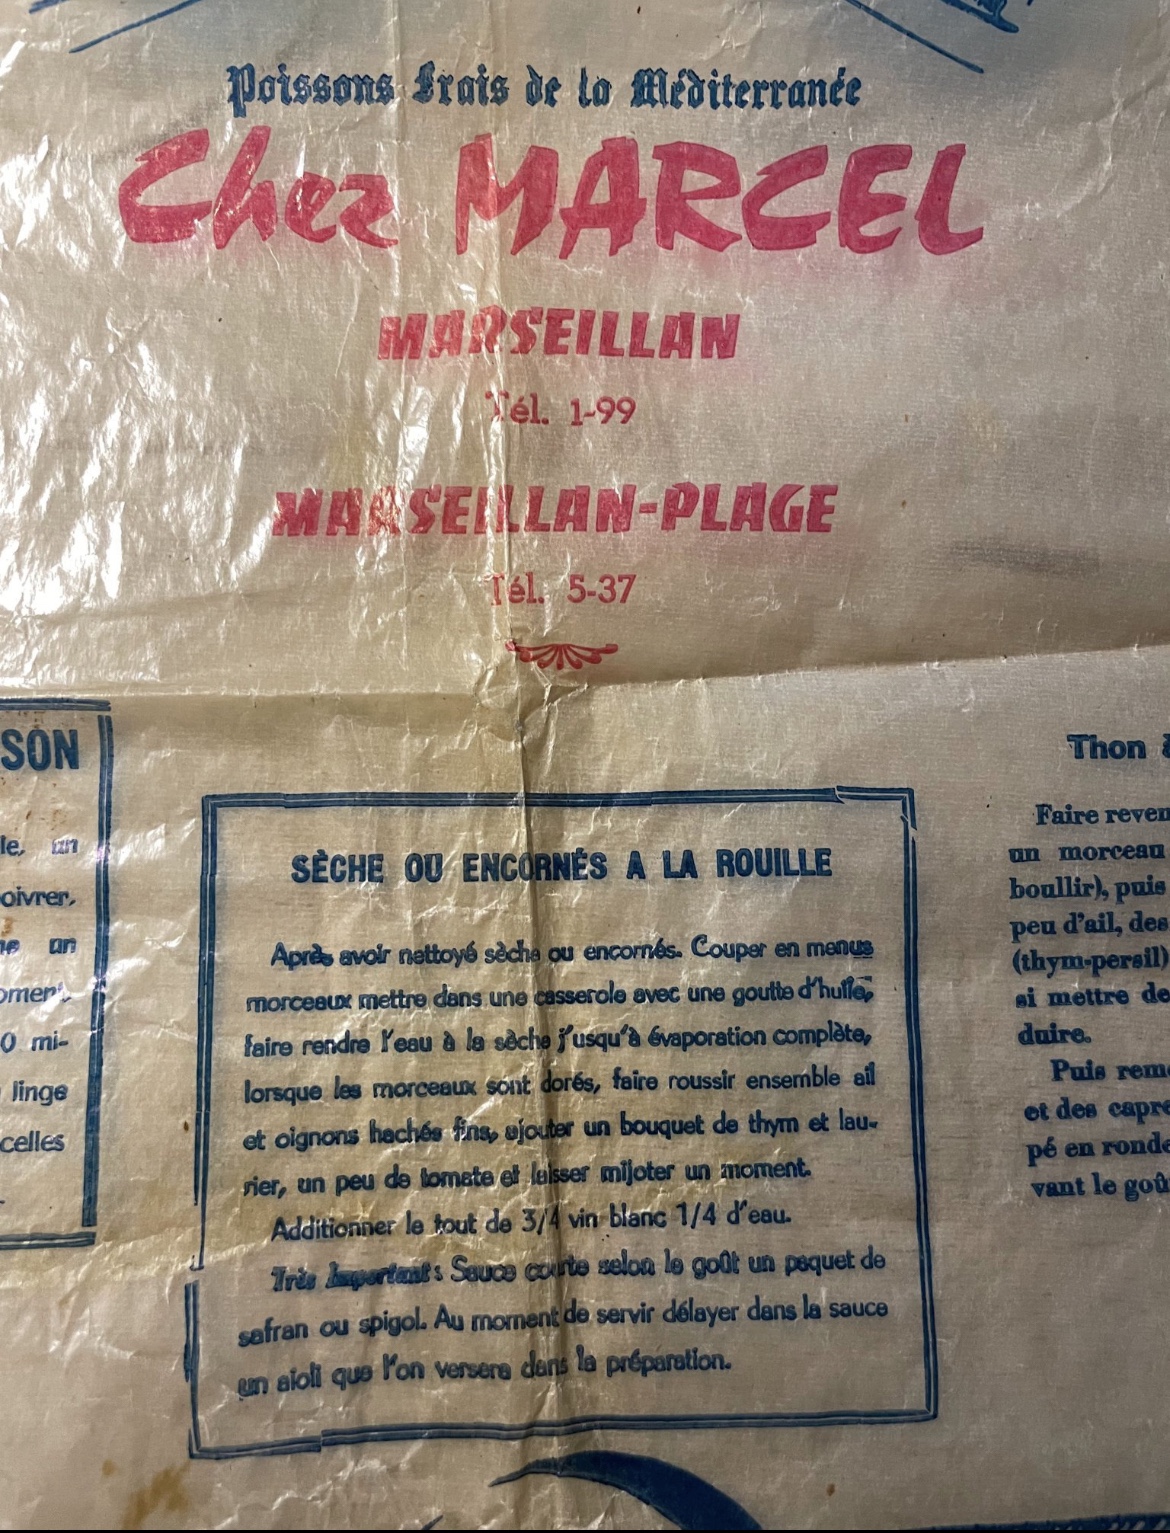 Poissons frais de la Méditerranée
Chez MARCEL
MARSEILLAN
Tél. 1-99
MARSEILLAN-PLAGE
Tél. 5-37
SON
le, un
oivrer,
un
oment,
0 mi-
linge
celles
SÈCHE OU ENCORNÉS A LA ROUILLE
Après avoir nettoyé sèche ou encornés. Couper en menus
morceaux mettre dans une casserole avec une goutte d'huile,
faire rendre l'eau à la sèche j'usqu'à évaporation complète,
lorsque les morceaux sont dorés, faire roussir ensemble ail
et oignons hachés fins, ajouter un bouquet de thym et lau-
rier, un peu de tomate et laisser mijoter un moment.
Additionner le tout de 3/4 vin blanc 1/4 d'eau.
Très Important : Sauce courte selon le goût un paquet de
safran ou spigol. Au moment de servir délayer dans la sauce
un aioli que l'on versera dans la préparation.
Thon
Faire reven
un morceau
boullir), puis
peu d'ail, des
(thym-persil)
si mettre de
duire.
Puis reme
et des capre
pé en ronde
vant le goû